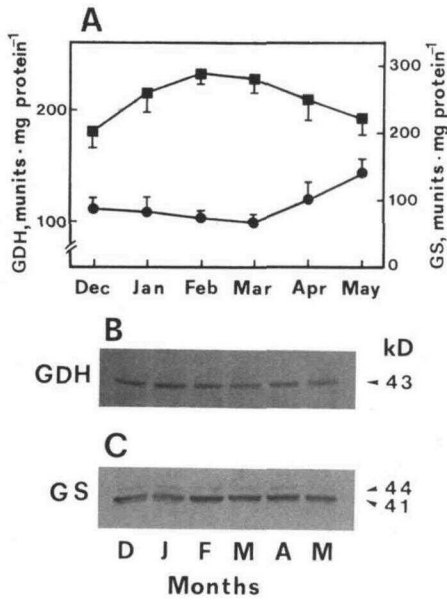 A
GDH, munits · mg protein⁻¹
200
100
300
200
100
0
GS, munits · mg protein⁻¹
Dec Jan Feb Mar Apr May
B
kD
GDH
43
C
GS
44
41
D J F M A M
Months